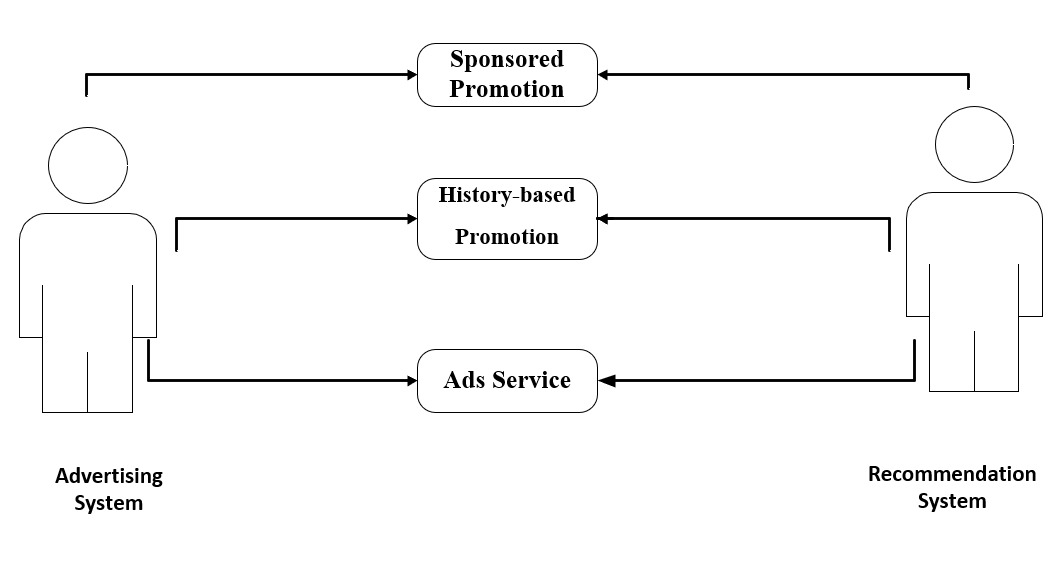 Sponsored
Promotion
History-based
Promotion
Ads Service
Advertising
System
Recommendation
System